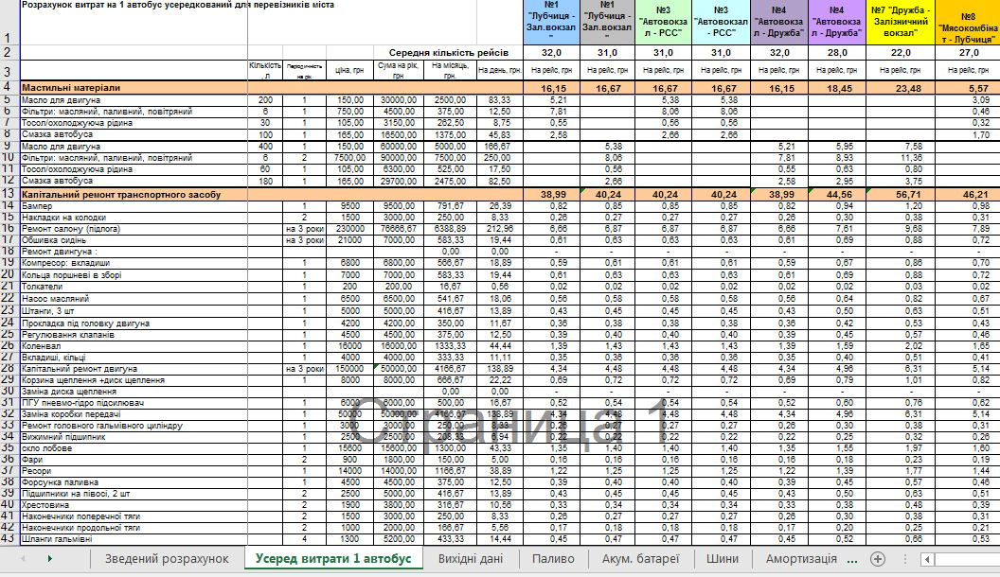 Розрахунок витрат на 1 автобус усередкований для перевізників міста
№1 "Лубчиця - Зал.вокзал" №1 "Лубчиця - Зал.вокзал" №3 "Автовокзал - РСС" №3 "Автовокзал - РСС" №4 "Автовокзал - Дружба" №4 "Автовокзал - Дружба" №7 "Дружба - Залізничний вокзал" №8 "Мясокомбінат - Лубчиця"
1
2 Середня кількість рейсів 32,0 31,0 31,0 31,0 32,0 28,0 22,0 27,0
3 Кількість, л Періодичність на рік ціна, грн Сума на рік, грн На місяць, грн. На день, грн. На рейс, грн На рейс, грн На рейс, грн На рейс, грн На рейс, грн На рейс, грн На рейс, грн На рейс, грн
4 Мастильні матеріали 16,15 16,67 16,67 16,67 16,15 18,45 23,48 5,57
5 Масло для двигуна 200 1 150,00 30000,00 2500,00 83,33 5,21 5,38 5,38 3,09
6 Фільтри: масляний, паливний, повітряний 6 1 750,00 4500,00 375,00 12,50 7,81 8,06 8,06 0,46
7 Тосол/охолоджуюча рідина 30 1 105,00 3150,00 262,50 8,75 0,55 0,56 0,56 0,32
8 Смазка автобуса 100 1 165,00 16500,00 1375,00 45,83 2,58 2,66 2,66 1,70
9 Масло для двигуна 400 1 150,00 60000,00 5000,00 166,67 5,38 5,21 5,95 7,58
10 Фільтри: масляний, паливний, повітряний 6 2 7500,00 90000,00 7500,00 250,00 8,06 7,81 8,93 11,36
11 Тосол/охолоджуюча рідина 60 1 105,00 6300,00 525,00 17,50 0,56 0,55 0,63 0,80
12 Смазка автобуса 180 1 165,00 29700,00 2475,00 82,50 2,66 2,58 2,95 3,75
13 Капітальний ремонт транспортного засобу 38,99 40,24 40,24 40,24 38,99 44,56 56,71 46,21
14 Бампер 1 9500 9500,00 791,67 26,39 0,82 0,85 0,85 0,85 0,82 0,94 1,20 0,98
15 Накладки на колодки 2 1500 3000,00 250,00 8,33 0,26 0,27 0,27 0,27 0,26 0,30 0,38 0,31
16 Ремонт салону (підлога) на 3 роки 230000 76666,67 6388,89 212,96 6,66 6,87 6,87 6,87 6,66 7,61 9,68 7,89
17 Обшивка сидінь на 3 роки 21000 7000,00 583,33 19,44 0,61 0,63 0,63 0,63 0,61 0,69 0,88 0,72
18 Ремонт двингуна : 0,00 0,00 - - - - - - - -
19 Компресор: вкладиши 1 6800 6800,00 566,67 18,89 0,59 0,61 0,61 0,61 0,59 0,67 0,86 0,70
20 Кольца поршневі в зборі 1 7000 7000,00 583,33 19,44 0,61 0,63 0,63 0,63 0,61 0,69 0,88 0,72
21 Толкатели 1 200 200,00 16,67 0,56 0,02 0,02 0,02 0,02 0,02 0,02 0,03 0,02
22 Насос масляний 1 6500 6500,00 541,67 18,06 0,56 0,58 0,58 0,58 0,56 0,64 0,82 0,67
23 Штанги, 3 шт 1 5000 5000,00 416,67 13,89 0,43 0,45 0,45 0,45 0,43 0,50 0,63 0,51
24 Прокладка під головку двигуна 1 4200 4200,00 350,00 11,67 0,36 0,38 0,38 0,38 0,36 0,42 0,53 0,43
25 Регулювання клапанів 1 4500 4500,00 375,00 12,50 0,39 0,40 0,40 0,40 0,39 0,45 0,57 0,46
26 Коленвал 1 16000 16000,00 1333,33 44,44 1,39 1,43 1,43 1,43 1,39 1,59 2,02 1,65
27 Вкладиші, кільці 1 4000 4000,00 333,33 11,11 0,35 0,36 0,36 0,36 0,35 0,40 0,51 0,41
28 Капітальний ремонт двигуна на 3 роки 150000 50000,00 4166,67 138,89 4,34 4,48 4,48 4,48 4,34 4,96 6,31 5,14
29 Корзина щеплення +диск щеплення 1 8000 8000,00 666,67 22,22 0,69 0,72 0,72 0,72 0,69 0,79 1,01 0,82
30 Заміна диска щеплення 0,00 0,00 - - - - - - - -
31 ПГУ пневмо-гідро підсилювач 1 6000 6000,00 500,00 16,67 0,52 0,54 0,54 0,54 0,52 0,60 0,76 0,62
32 Заміна коробки передачі 1 50000 50000,00 4166,67 138,89 4,34 4,48 4,48 4,48 4,34 4,96 6,31 5,14
33 Ремонт головного гальмівного циліндру 1 3000 3000,00 250,00 8,33 0,26 0,27 0,27 0,27 0,26 0,30 0,38 0,31
34 Вижимний підшипник 1 2500 2500,00 208,33 6,94 0,22 0,22 0,22 0,22 0,22 0,25 0,32 0,26
35 скло лобове 1 15600 15600,00 1300,00 43,33 1,35 1,40 1,40 1,40 1,35 1,55 1,97 1,60
36 Фари 2 900 1800,00 150,00 5,00 0,16 0,16 0,16 0,16 0,16 0,18 0,23 0,19
37 Ресори 1 14000 14000,00 1166,67 38,89 1,22 1,25 1,25 1,25 1,22 1,39 1,77 1,44
38 Форсунка паливна 1 4500 4500,00 375,00 12,50 0,39 0,40 0,40 0,40 0,39 0,45 0,57 0,46
39 Підшипники на півосі, 2 шт 2 2500 5000,00 416,67 13,89 0,43 0,45 0,45 0,45 0,43 0,50 0,63 0,51
40 Хрестовина 2 1900 3800,00 316,67 10,56 0,33 0,34 0,34 0,34 0,33 0,38 0,48 0,39
41 Наконечники поперечної тяги 2 1500 3000,00 250,00 8,33 0,26 0,27 0,27 0,27 0,26 0,30 0,38 0,31
42 Наконечники продольної тяги 2 1000 2000,00 166,67 5,56 0,17 0,18 0,18 0,18 0,17 0,20 0,25 0,21
43 Шланги гальмівні 4 1300 5200,00 433,33 14,44 0,45 0,47 0,47 0,47 0,45 0,52 0,66 0,53
Страница 1
Зведений розрахунок Усеред витрати 1 автобус Вихідні дані Паливо Акум. батареї Шини Амортизація ...